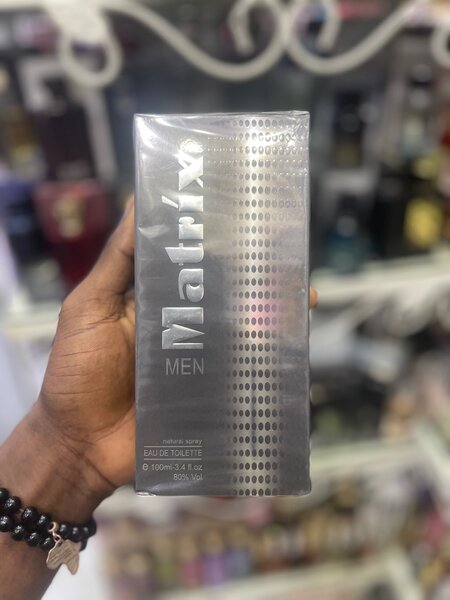 Matrix
MEN
natural spray
EAU DE TOILETTE
e 100ml-3.4 fl.oz
80% Vol